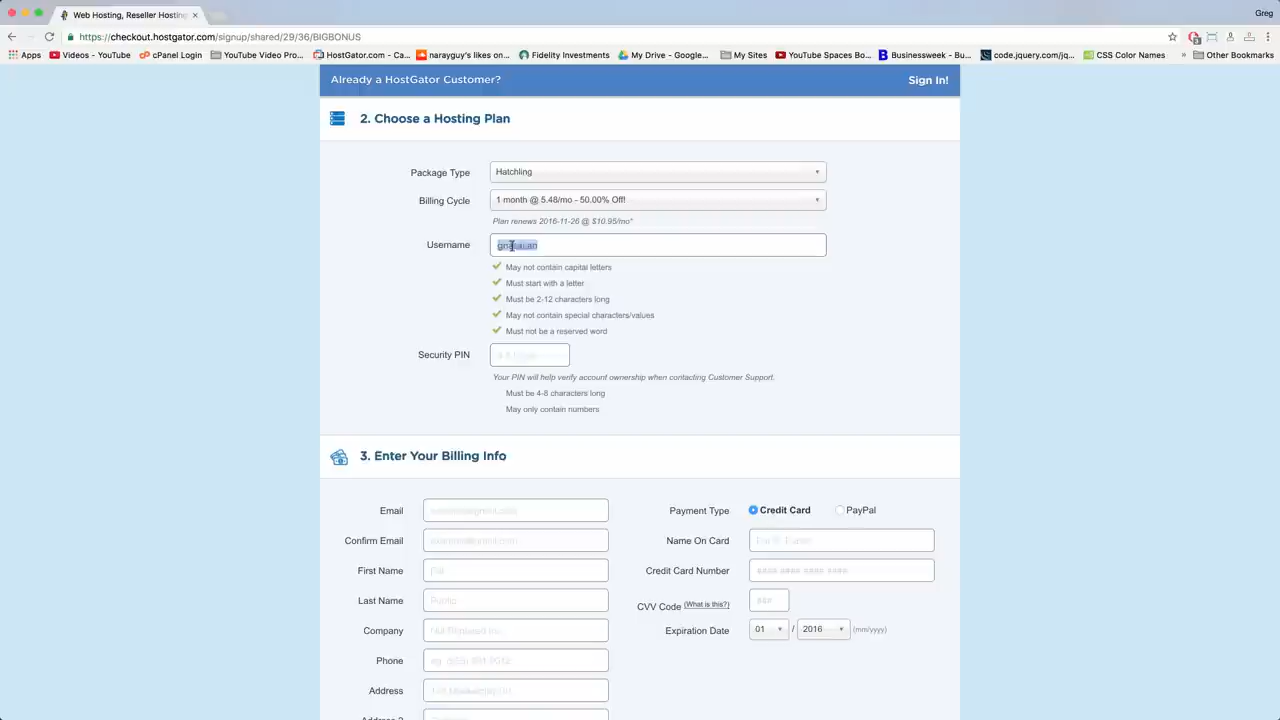 Web Hosting, Reseller Hosting
Greg
https://checkout.hostgator.com/signup/shared/29/36/BIGBONUS
Apps
Videos - YouTube
cPanel Login
YouTube Video Pro...
HostGator.com - Ca...
narayguy's likes on...
Fidelity Investments
My Drive - Google...
My Sites
YouTube Spaces Bo...
Businessweek - Bu...
code.jquery.com/jq...
CSS Color Names
Other Bookmarks
Already a HostGator Customer?
Sign In!
2. Choose a Hosting Plan
Package Type
Hatchling
Billing Cycle
1 month @ 5.48/mo - 50.00% Off!
Plan renews 2016-11-26 @ $10.95/mo*
Username
May not contain capital letters
Must start with a letter
Must be 2-12 characters long
May not contain special characters/values
Must not be a reserved word
Security PIN
Your PIN will help verify account ownership when contacting Customer Support.
Must be 4-8 characters long
May only contain numbers
3. Enter Your Billing Info
Email
Payment Type
Credit Card
PayPal
Confirm Email
Name On Card
First Name
Credit Card Number
#### #### #### ####
Last Name
CVV Code (What is this?)
Company
Expiration Date
01 / 2016 (mm/yyyy)
Phone
Address